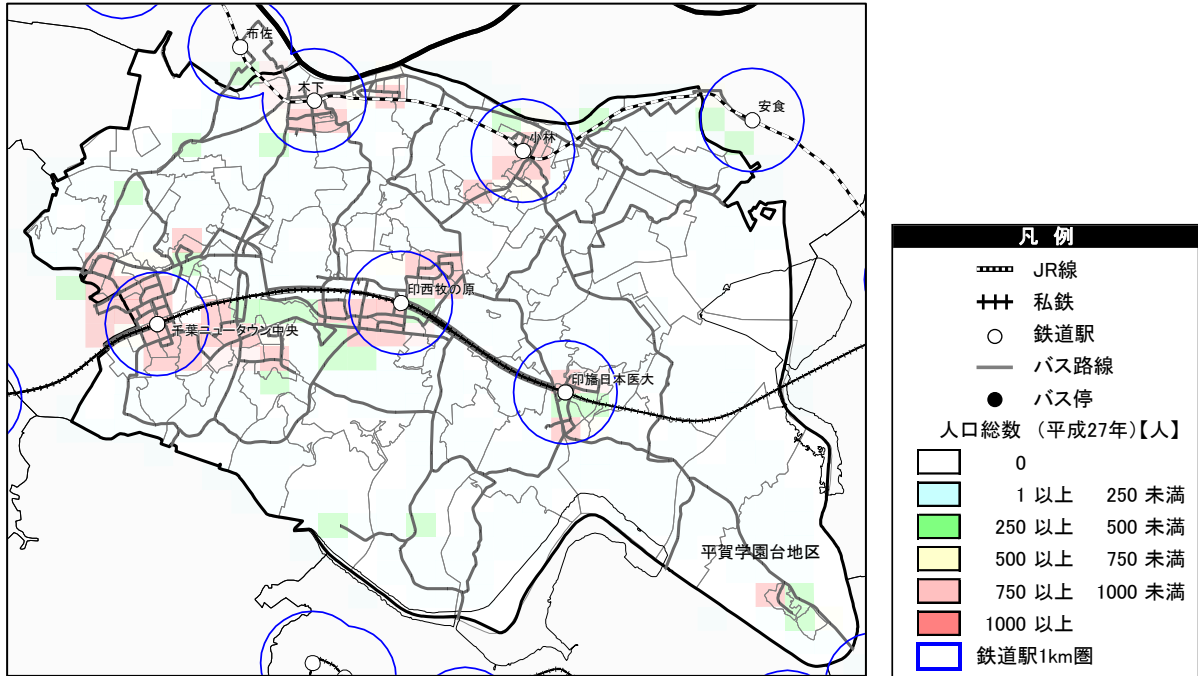 布佐
木下
安食
小林
印西牧の原
千葉ニュータウン中央
印旛日本医大
平賀学園台地区
凡 例
JR線
私鉄
鉄道駅
バス路線
バス停
人口総数 (平成27年)【人】
0
1 以上 250 未満
250 以上 500 未満
500 以上 750 未満
750 以上 1000 未満
1000 以上
鉄道駅1km圏